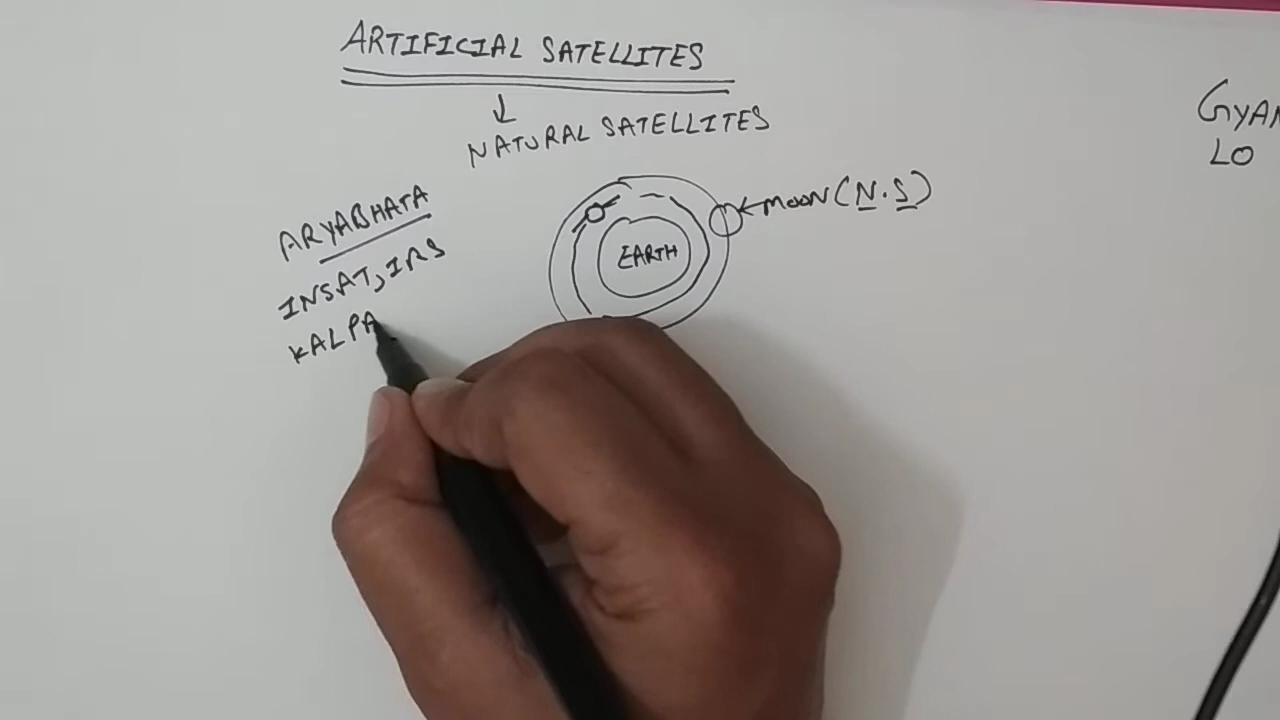 ARTIFICIAL SATELLITES
↓
NATURAL SATELLITES
GYAN
LO
ARYABHATA
INSAT, IRS
KALPA
EARTH
←MOON (N.S)